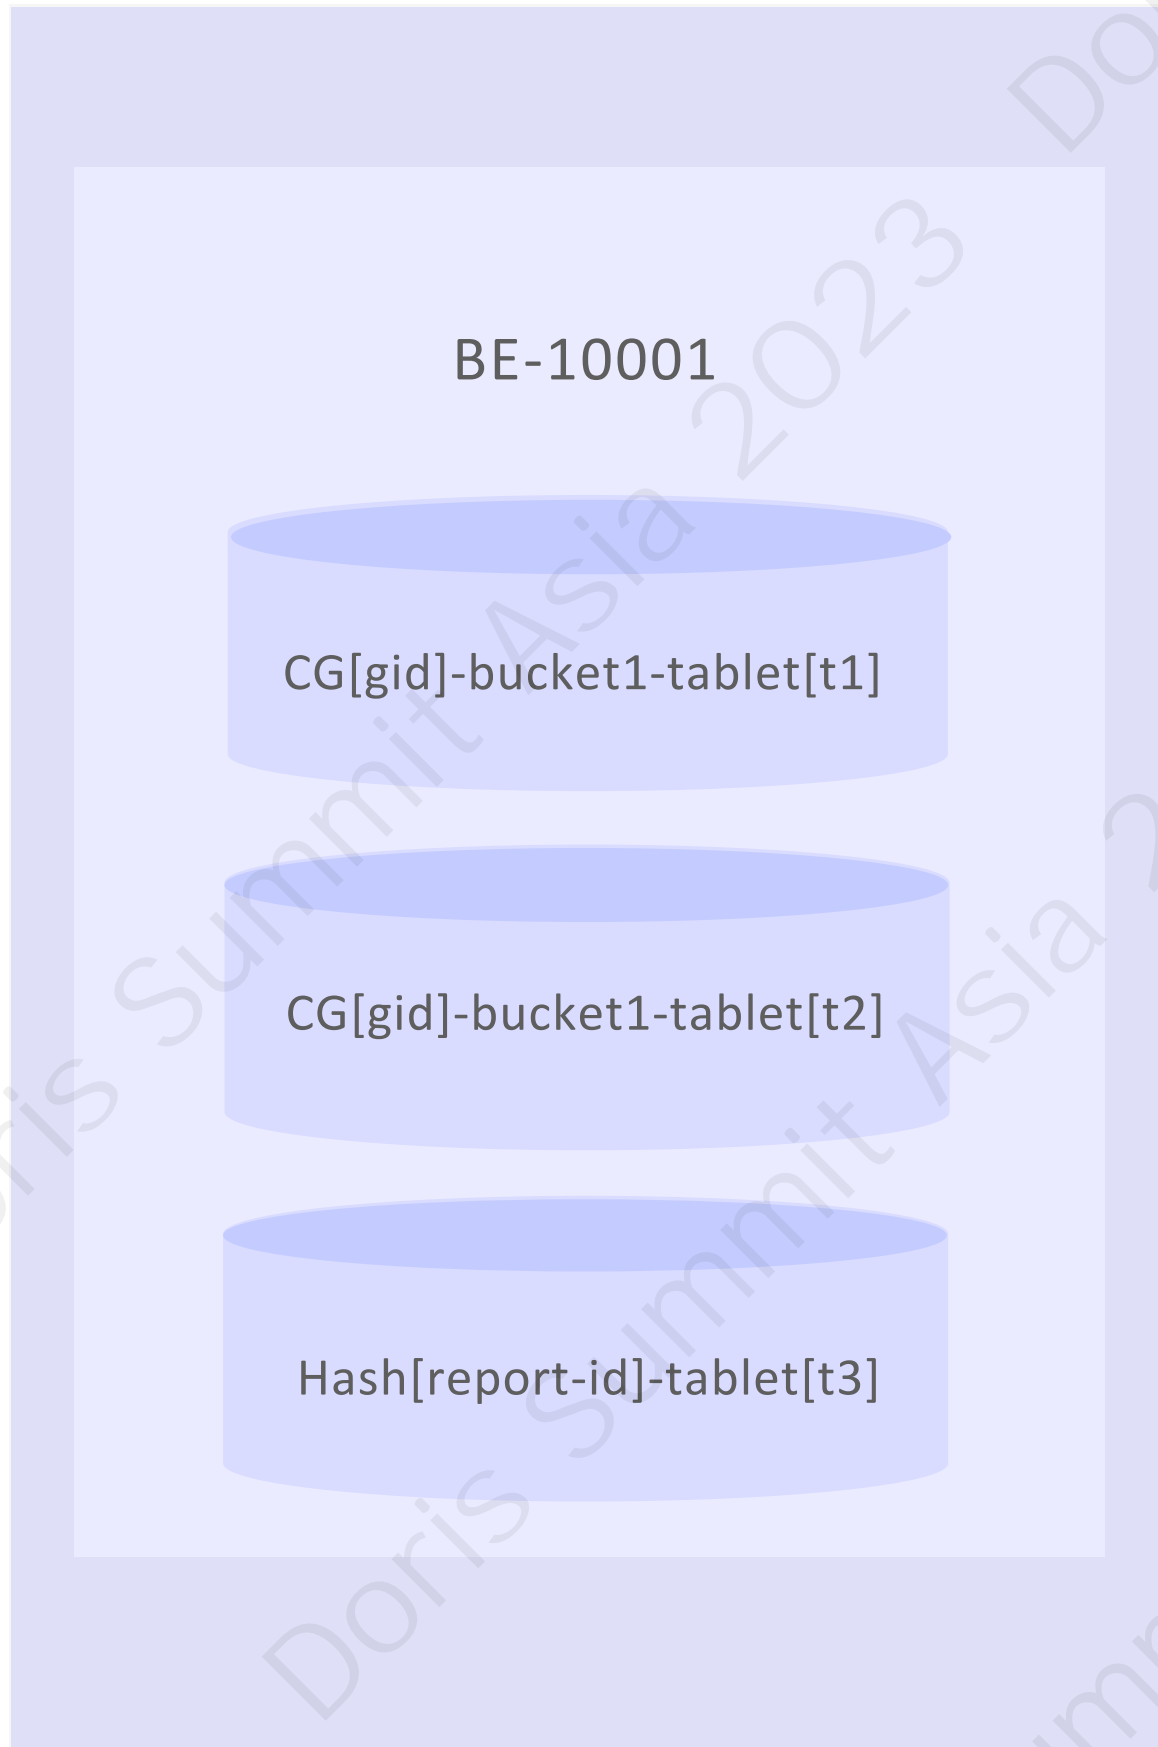 BE-10001
CG[gid]-bucket1-tablet[t1]
CG[gid]-bucket1-tablet[t2]
Hash[report-id]-tablet[t3]
Doris Summit Asia 2023
Doris Summit Asia 2